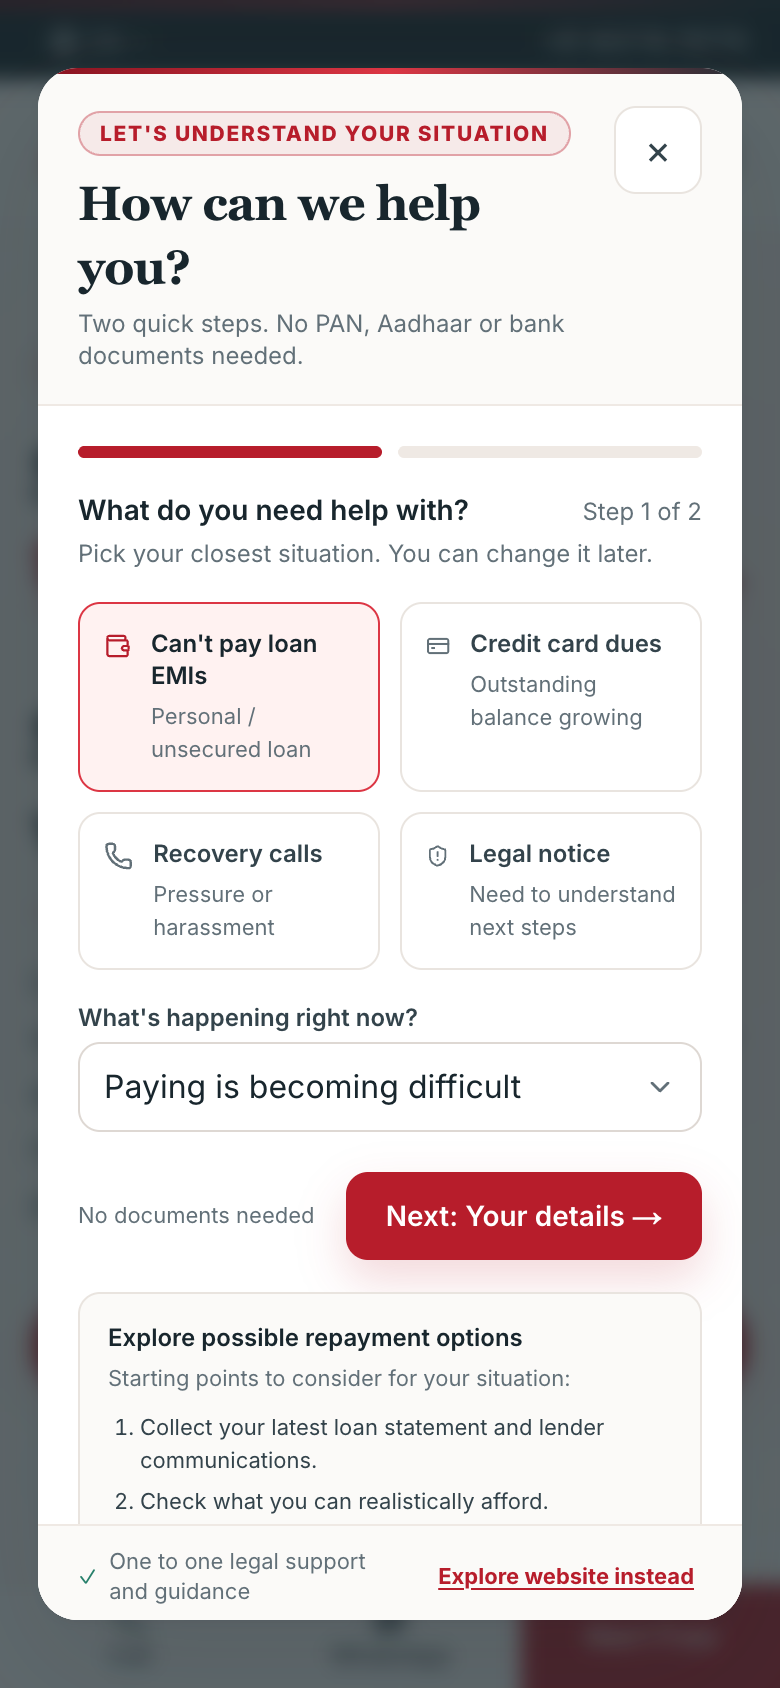 LET'S UNDERSTAND YOUR SITUATION
×
How can we help
you?
Two quick steps. No PAN, Aadhaar or bank
documents needed.
What do you need help with?
Step 1 of 2
Pick your closest situation. You can change it later.
Can't pay loan
EMIs
Personal /
unsecured loan
Credit card dues
Outstanding
balance growing
Recovery calls
Pressure or
harassment
Legal notice
Need to understand
next steps
What's happening right now?
Paying is becoming difficult
No documents needed
Next: Your details →
Explore possible repayment options
Starting points to consider for your situation:
1. Collect your latest loan statement and lender
communications.
2. Check what you can realistically afford.
One to one legal support
and guidance
Explore website instead